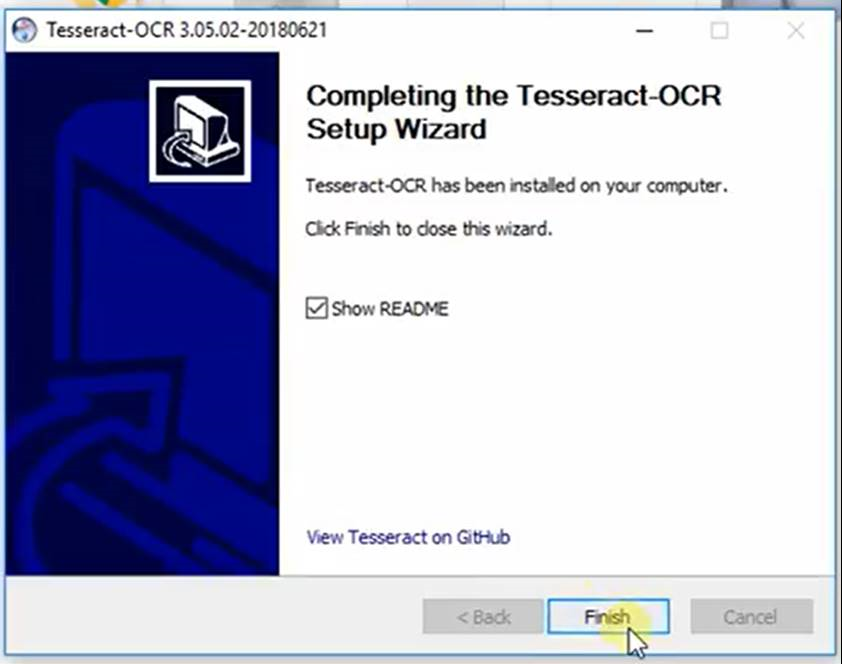 Tesseract-OCR 3.05.02-20180621
Completing the Tesseract-OCR
Setup Wizard
Tesseract-OCR has been installed on your computer.
Click Finish to close this wizard.
Show README
View Tesseract on GitHub
< Back
Finish
Cancel